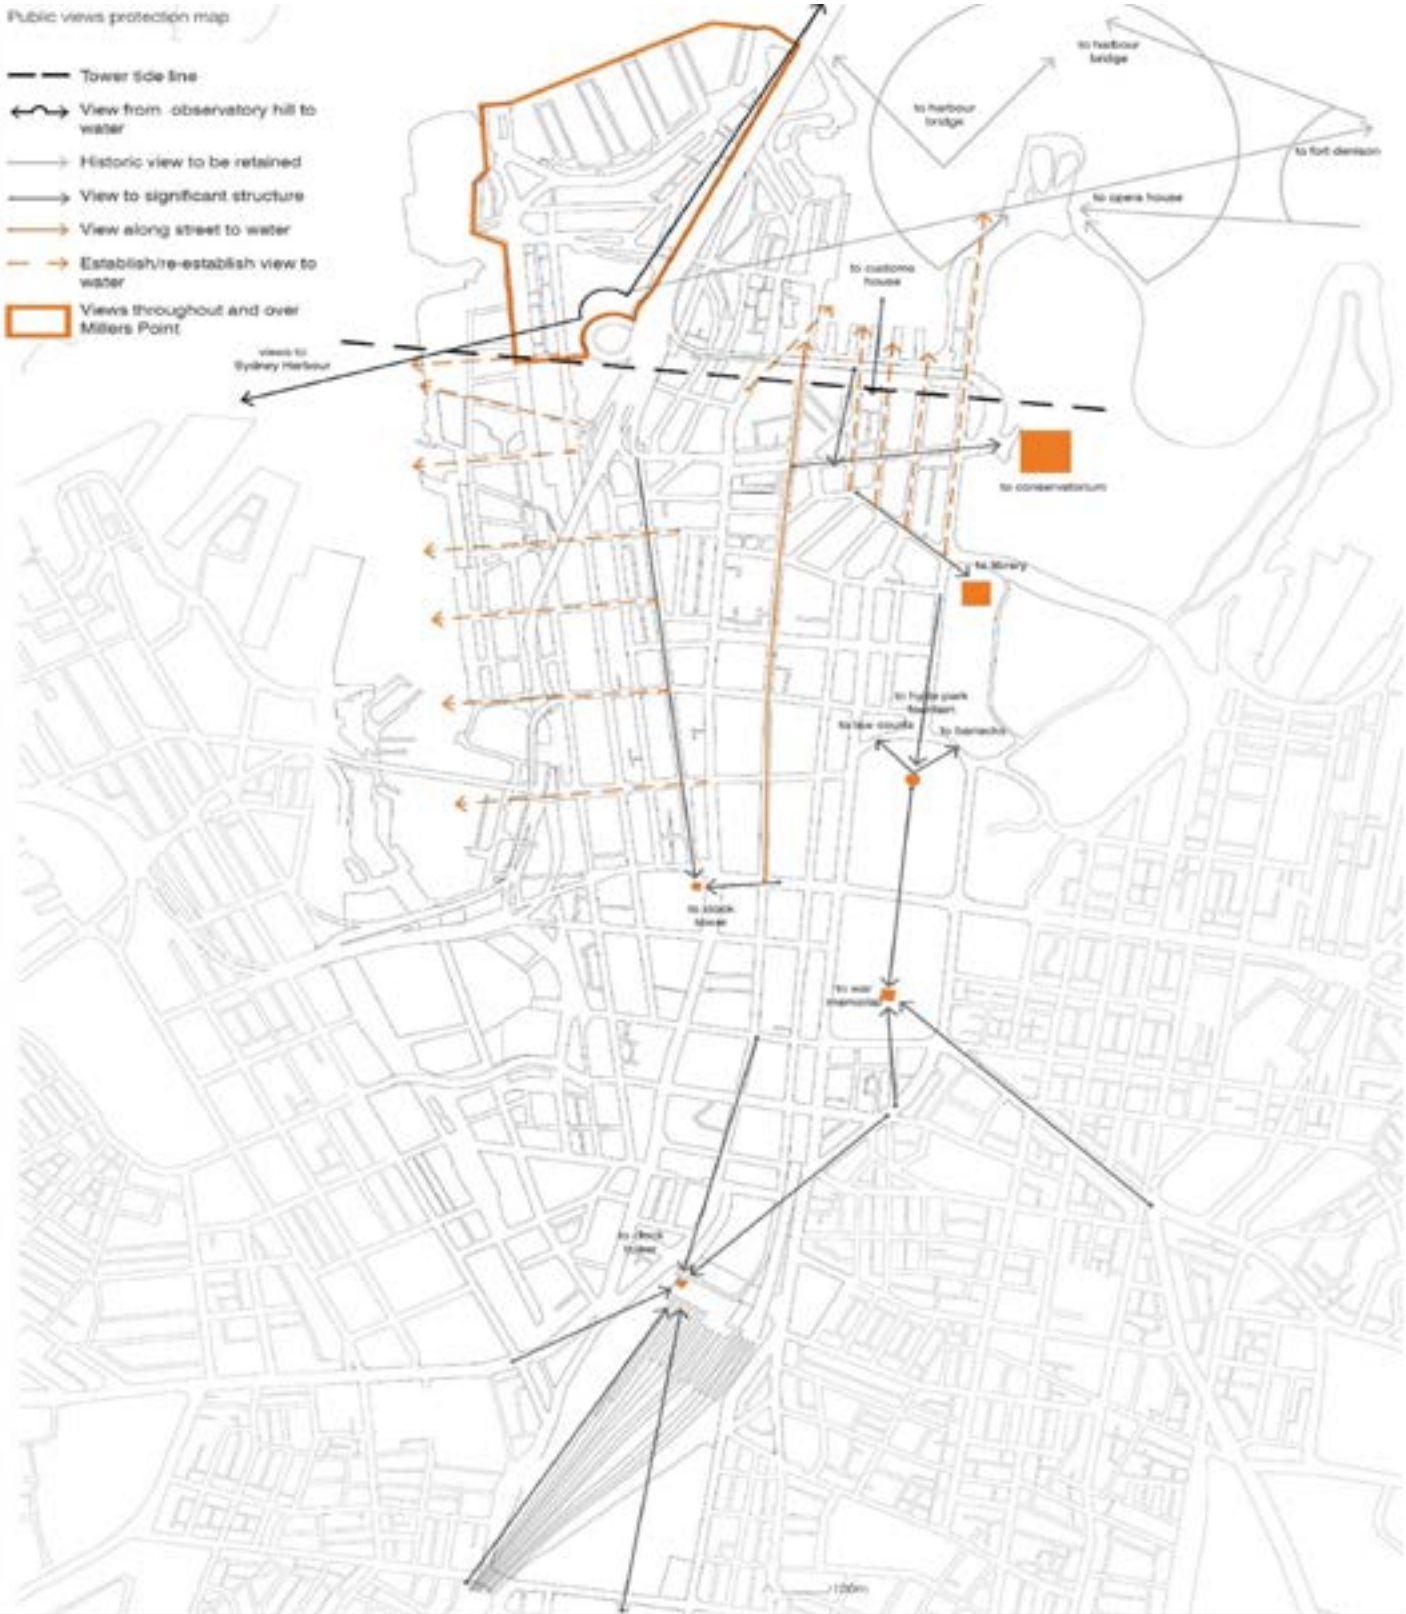 Public views protection map
Tower tide line
View from observatory hill to
water
Historic view to be retained
View to significant structure
View along street to water
Establish/re-establish view to
water
Views throughout and over
Millers Point
to harbour
bridge
to harbour
bridge
to fort denison
to opera house
to customs
house
views to
Sydney Harbour
to conservatorium
to library
to hyde park
fountain
to law courts
to barracks
to clock
tower
to war
memorial
to clock
tower
100m